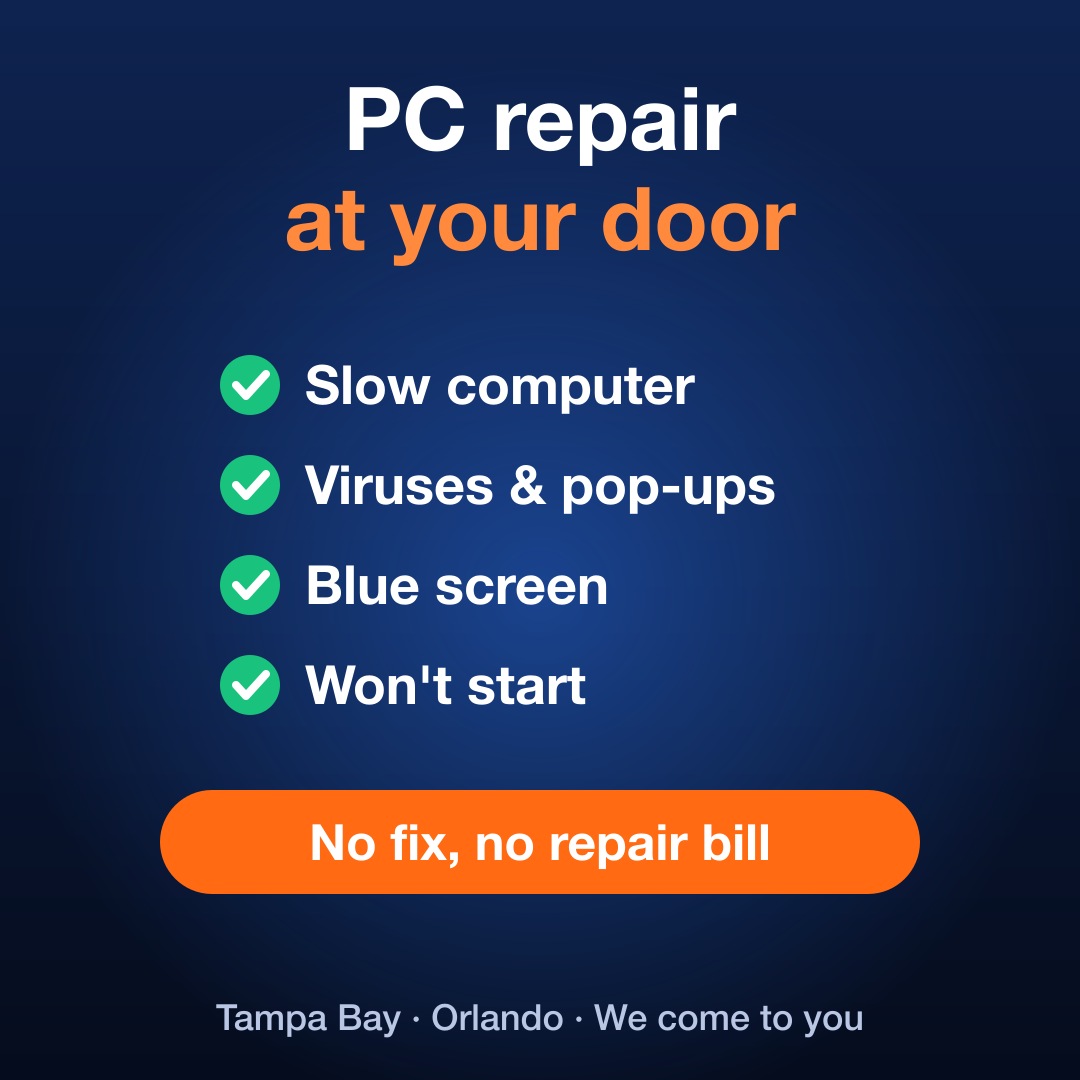 PC repair
at your door
Slow computer
Viruses & pop-ups
Blue screen
Won't start
No fix, no repair bill
Tampa Bay · Orlando · We come to you